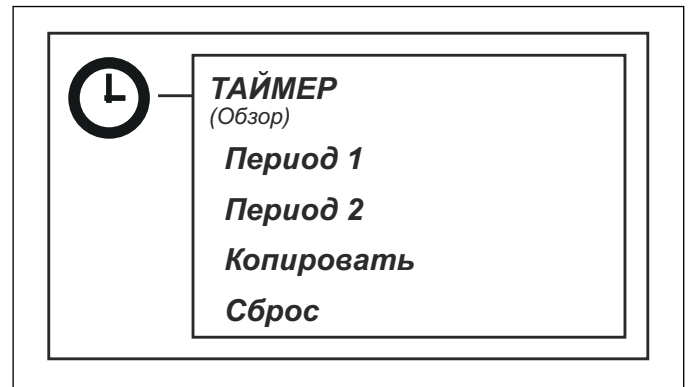 ТАЙМЕР
(Обзор)
Период 1
Период 2
Копировать
Сброс